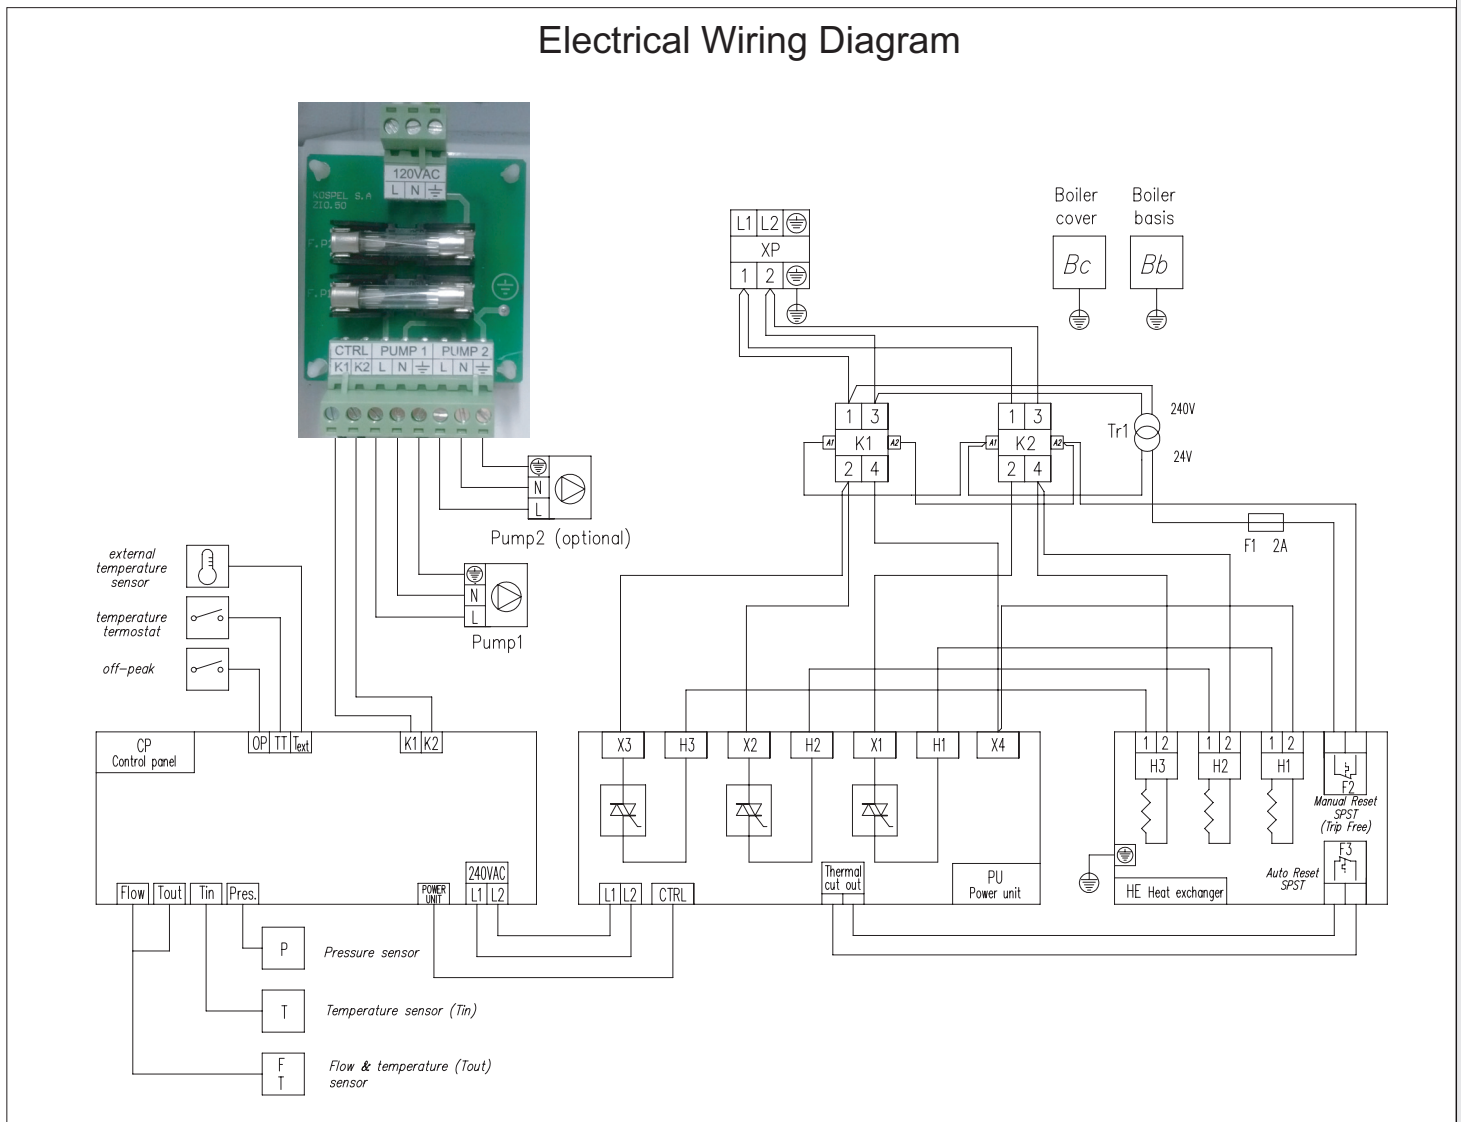 Electrical Wiring Diagram
120VAC
L N
KOSPEL S.A
CTRL PUMP 1 PUMP 2
K1 K2 L N L N
Boiler
cover
Boiler
basis
Bc
Bb
L1 L2
XP
1 2
1 3
A1 K1 A2
2 4
1 3
A1 K2 A2
2 4
Tr1
240V
24V
F1 2A
N
L
Pump2 (optional)
N
L
Pump1
external
temperature
sensor
temperature
termostat
off-peak
CP
Control panel
OP TT Text
K1 K2
240VAC
L1 L2
POWER
UNIT
Flow Tout Tin Pres.
P
Pressure sensor
T
Temperature sensor (Tin)
F
T
Flow & temperature (Tout)
sensor
X3 H3 X2 H2 X1 H1 X4
Thermal
cut out
PU
Power unit
L1 L2 CTRL
1 2
H3
1 2
H2
1 2
H1
F2
Manual Reset
SPST
(Trip Free)
F3
Auto Reset
SPST
HE Heat exchanger